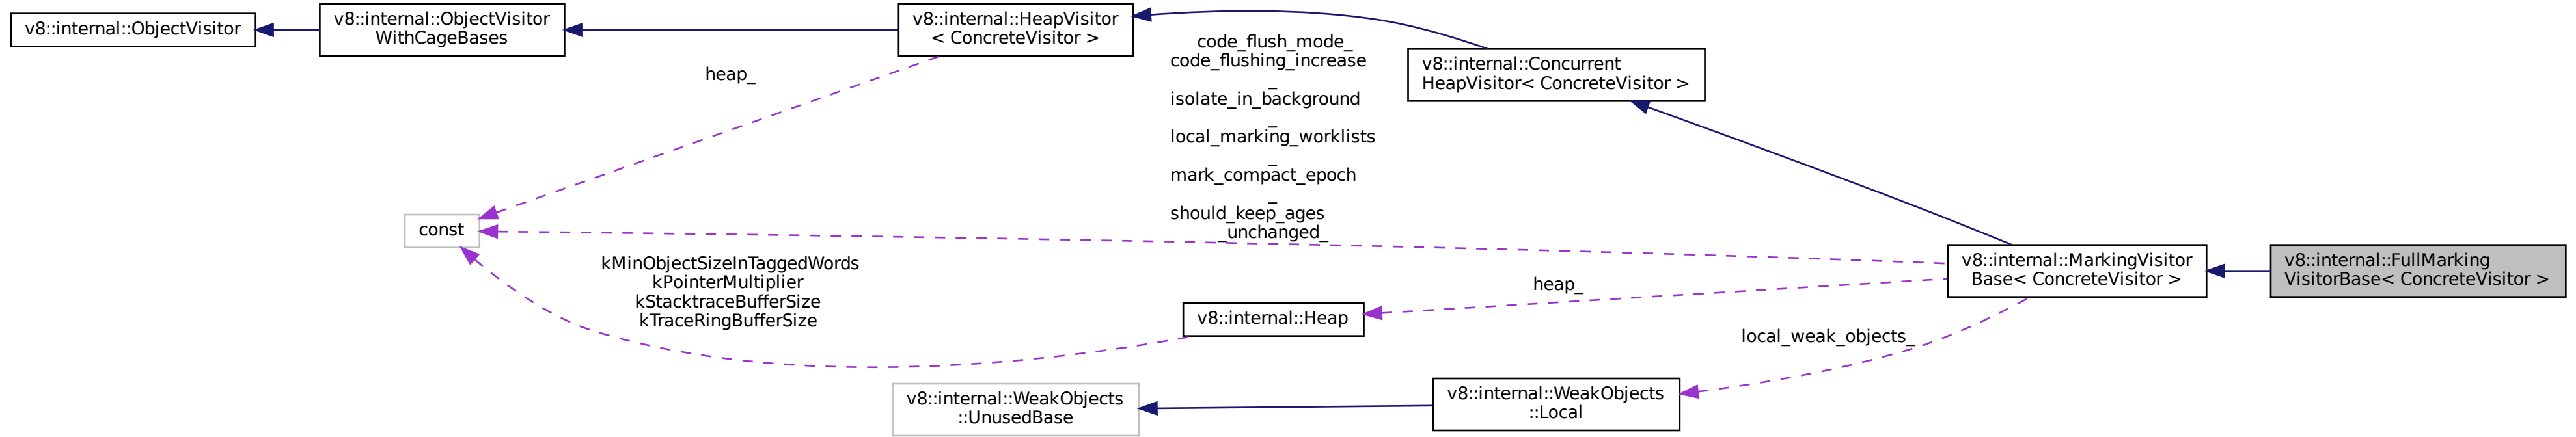 v8::internal::ObjectVisitor
v8::internal::ObjectVisitor
WithCageBases
v8::internal::HeapVisitor
< ConcreteVisitor >
heap_
code_flush_mode_
code_flushing_increase
_
isolate_in_background
_
local_marking_worklists
_
mark_compact_epoch
_
should_keep_ages
_unchanged_
v8::internal::Concurrent
HeapVisitor< ConcreteVisitor >
const
kMinObjectSizeInTaggedWords
kPointerMultiplier
kStacktraceBufferSize
kTraceRingBufferSize
v8::internal::MarkingVisitor
Base< ConcreteVisitor >
v8::internal::FullMarking
VisitorBase< ConcreteVisitor >
heap_
v8::internal::Heap
local_weak_objects_
v8::internal::WeakObjects
::UnusedBase
v8::internal::WeakObjects
::Local